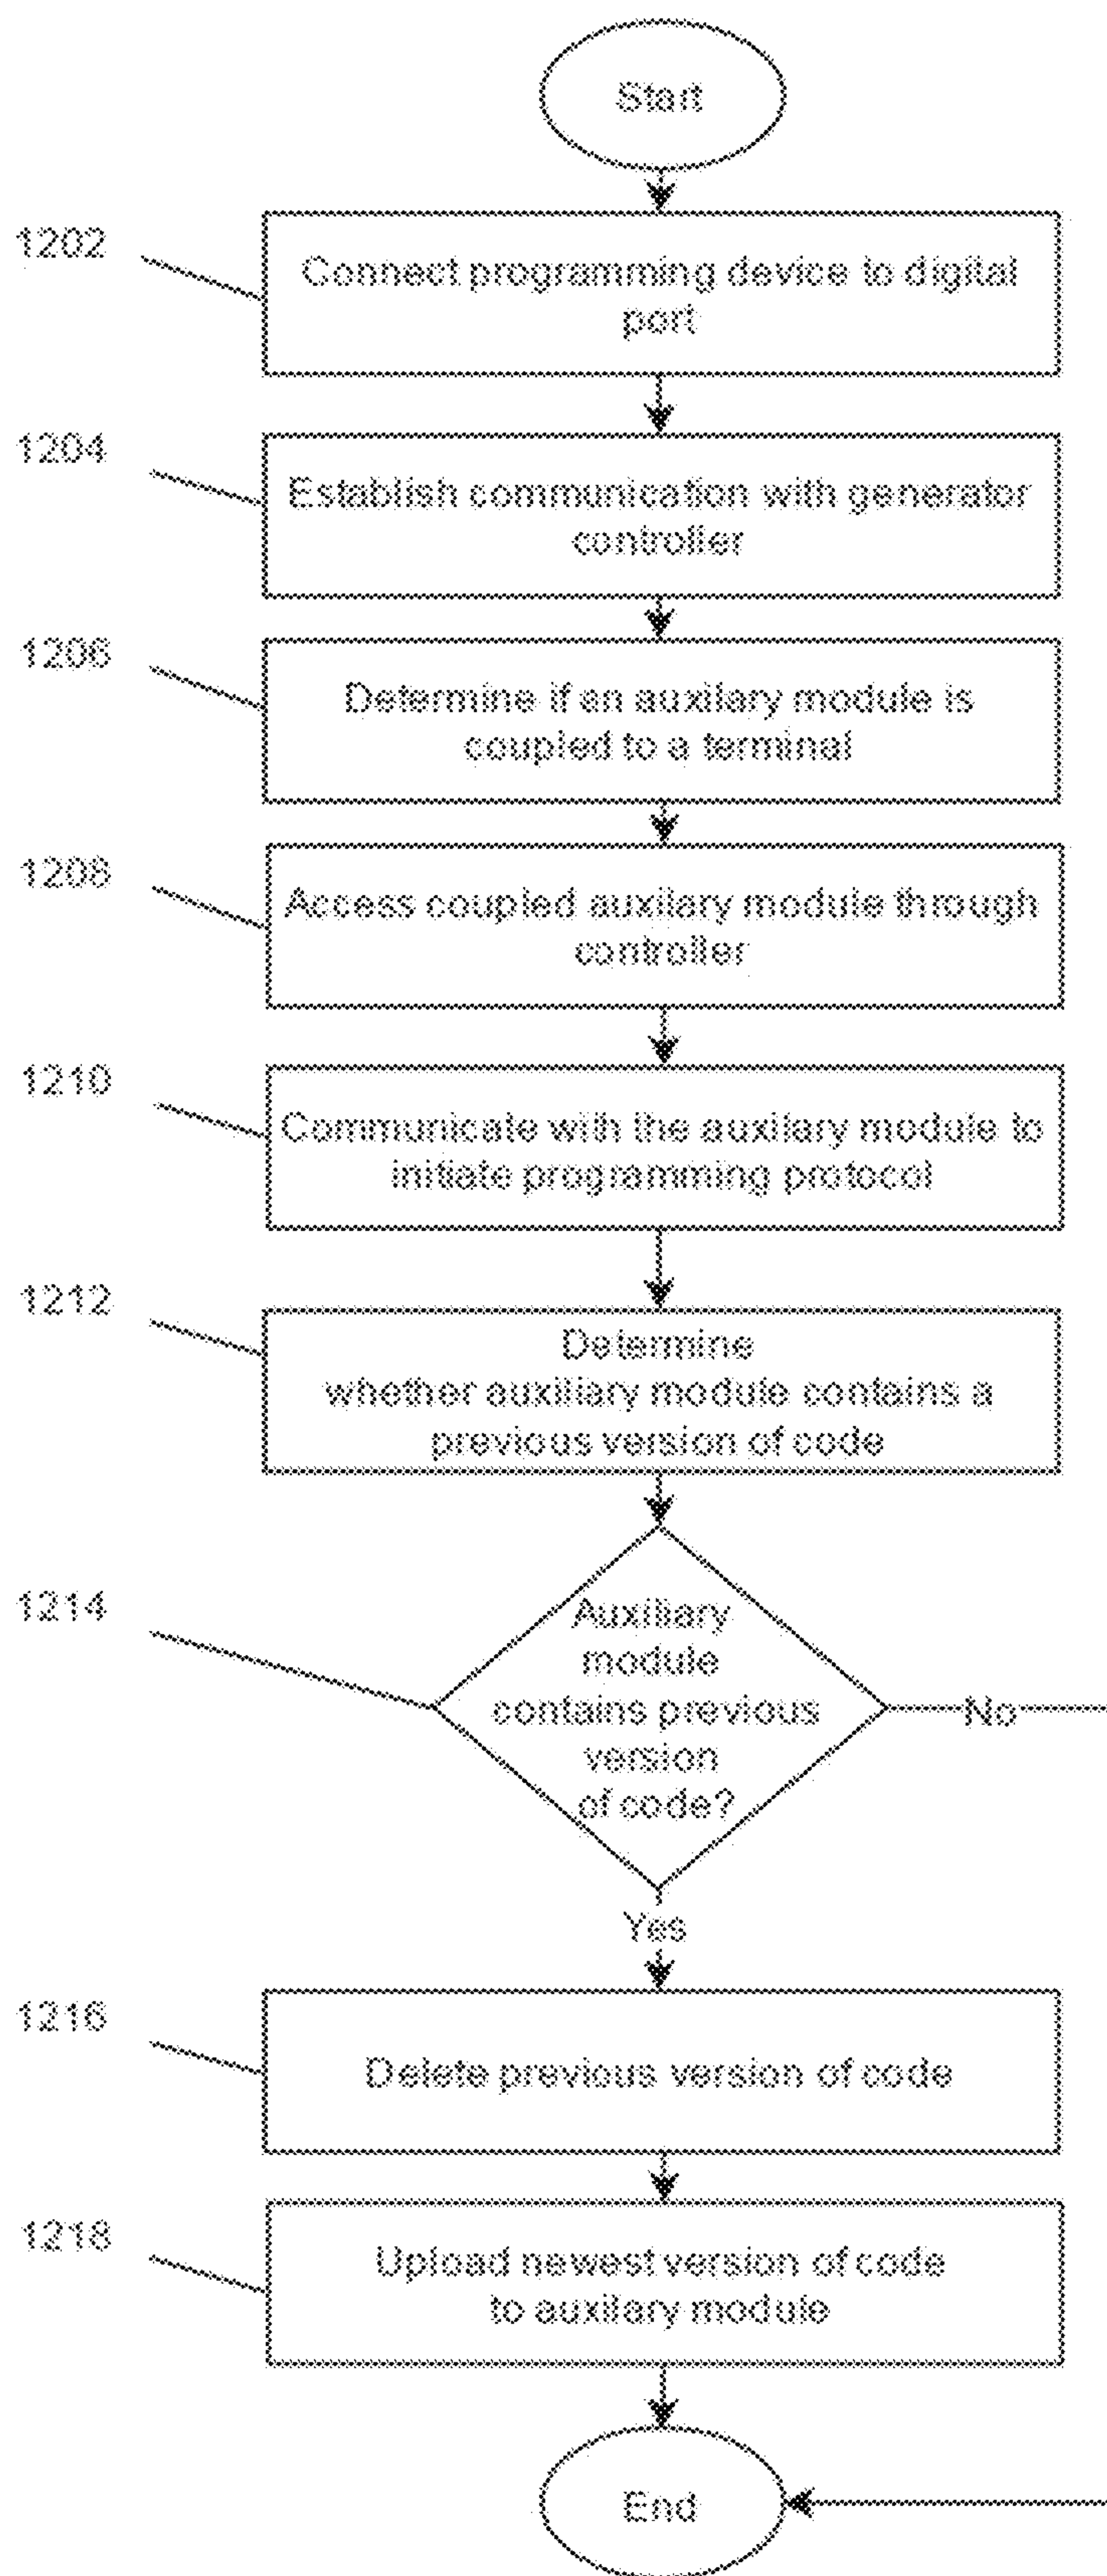 Start
1202
Connect programming device to digital
port
1204
Establish communication with generator
controller
1206
Determine if an auxilary module is
coupled to a terminal
1208
Access coupled auxilary module through
controller
1210
Communicate with the auxilary module to
initiate programming protocol
1212
Determine
whether auxiliary module contains a
previous version of code
1214
Auxiliary
module
contains previous
version
of code?
No
Yes
1216
Delete previous version of code
1218
Upload newest version of code
to auxilary module
End